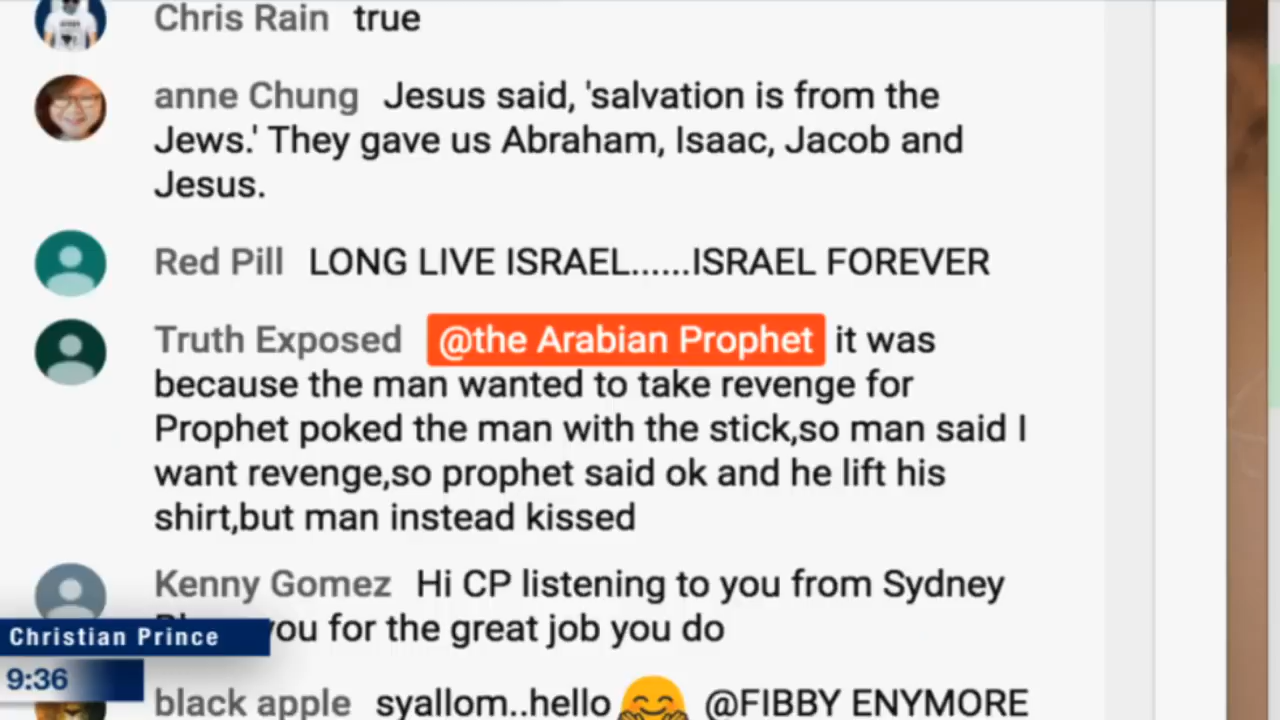 Chris Rain true
anne Chung Jesus said, 'salvation is from the
Jews.' They gave us Abraham, Isaac, Jacob and
Jesus.
Red Pill LONG LIVE ISRAEL......ISRAEL FOREVER
Truth Exposed @the Arabian Prophet it was
because the man wanted to take revenge for
Prophet poked the man with the stick,so man said I
want revenge,so prophet said ok and he lift his
shirt,but man instead kissed
Kenny Gomez Hi CP listening to you from Sydney
you for the great job you do
Christian Prince
9:36
black apple syallom..hello 🤗 @FIBBY ENYMORE